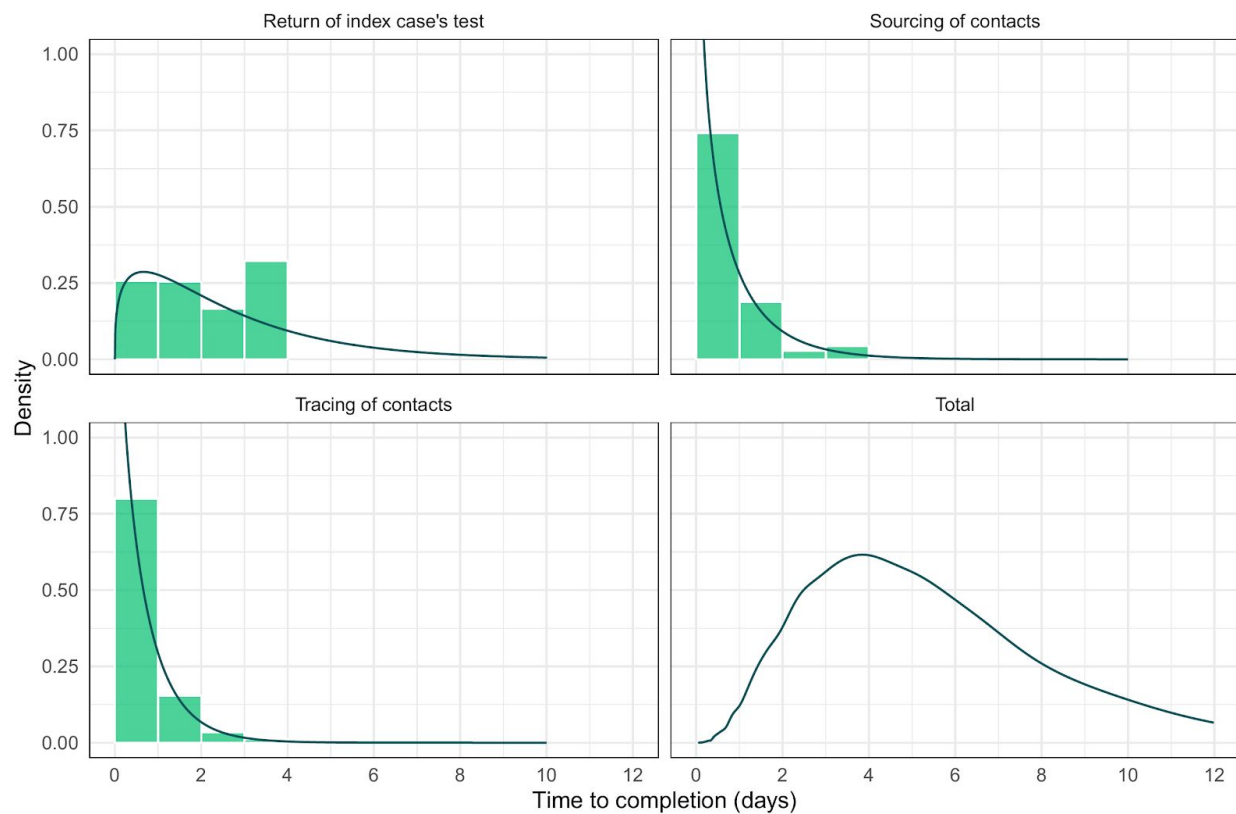 Return of index case's test
Sourcing of contacts
1.00
0.75
0.50
0.25
0.00
Tracing of contacts
Total
1.00
0.75
0.50
0.25
0.00
Density
0 2 4 6 8 10 12
0 2 4 6 8 10 12
Time to completion (days)